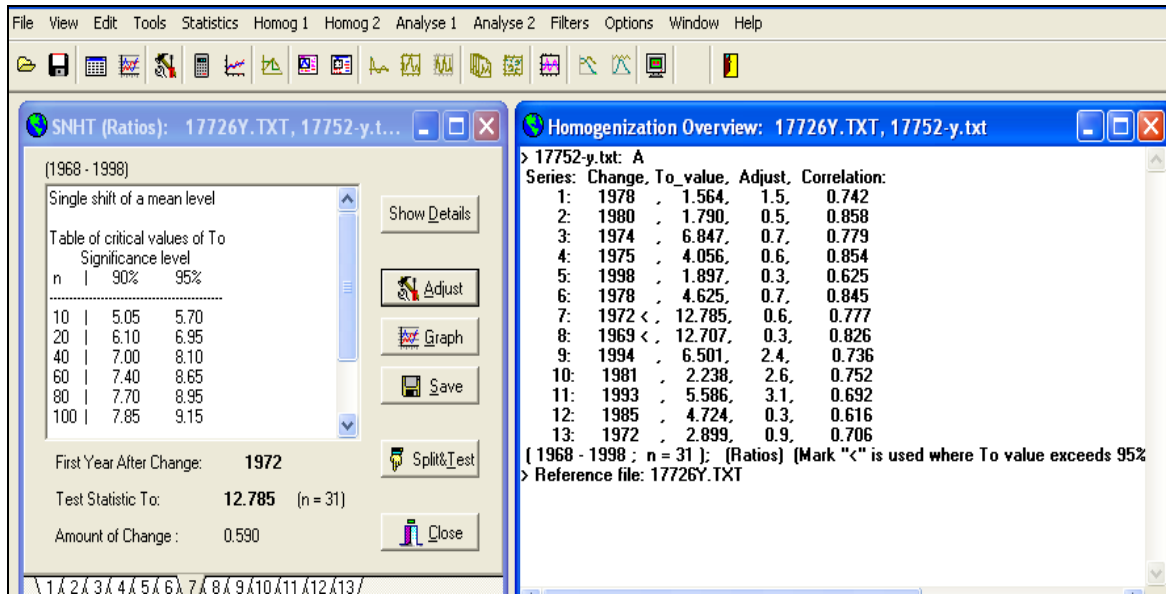 File View Edit Tools Statistics Homog 1 Homog 2 Analyse 1 Analyse 2 Filters Options Window Help
SNHT (Ratios): 17726Y.TXT, 17752-y.t...
(1968 - 1998)
Single shift of a mean level
Table of critical values of To
Significance level
n | 90% 95%
----------------------------------------
10 | 5.05 5.70
20 | 6.10 6.95
40 | 7.00 8.10
60 | 7.40 8.65
80 | 7.70 8.95
100 | 7.85 9.15
Show Details
Adjust
Graph
Save
Split&Test
Close
First Year After Change: 1972
Test Statistic To: 12.785 (n = 31)
Amount of Change : 0.590
\ 1 \ 2 \ 3 \ 4 \ 5 \ 6 \ 7 \ 8 \ 9 \ 10 \ 11 \ 12 \ 13 /
Homogenization Overview: 17726Y.TXT, 17752-y.txt
> 17752-y.txt: A
Series: Change, To_value, Adjust, Correlation:
1: 1978 , 1.564, 1.5, 0.742
2: 1980 , 1.790, 0.5, 0.858
3: 1974 , 6.847, 0.7, 0.779
4: 1975 , 4.056, 0.6, 0.854
5: 1998 , 1.897, 0.3, 0.625
6: 1978 , 4.625, 0.7, 0.845
7: 1972 < , 12.785, 0.6, 0.777
8: 1969 < , 12.707, 0.3, 0.826
9: 1994 , 6.501, 2.4, 0.736
10: 1981 , 2.238, 2.6, 0.752
11: 1993 , 5.586, 3.1, 0.692
12: 1985 , 4.724, 0.3, 0.616
13: 1972 , 2.899, 0.9, 0.706
( 1968 - 1998 ; n = 31 ); (Ratios) (Mark "<" is used where To value exceeds 95%
> Reference file: 17726Y.TXT